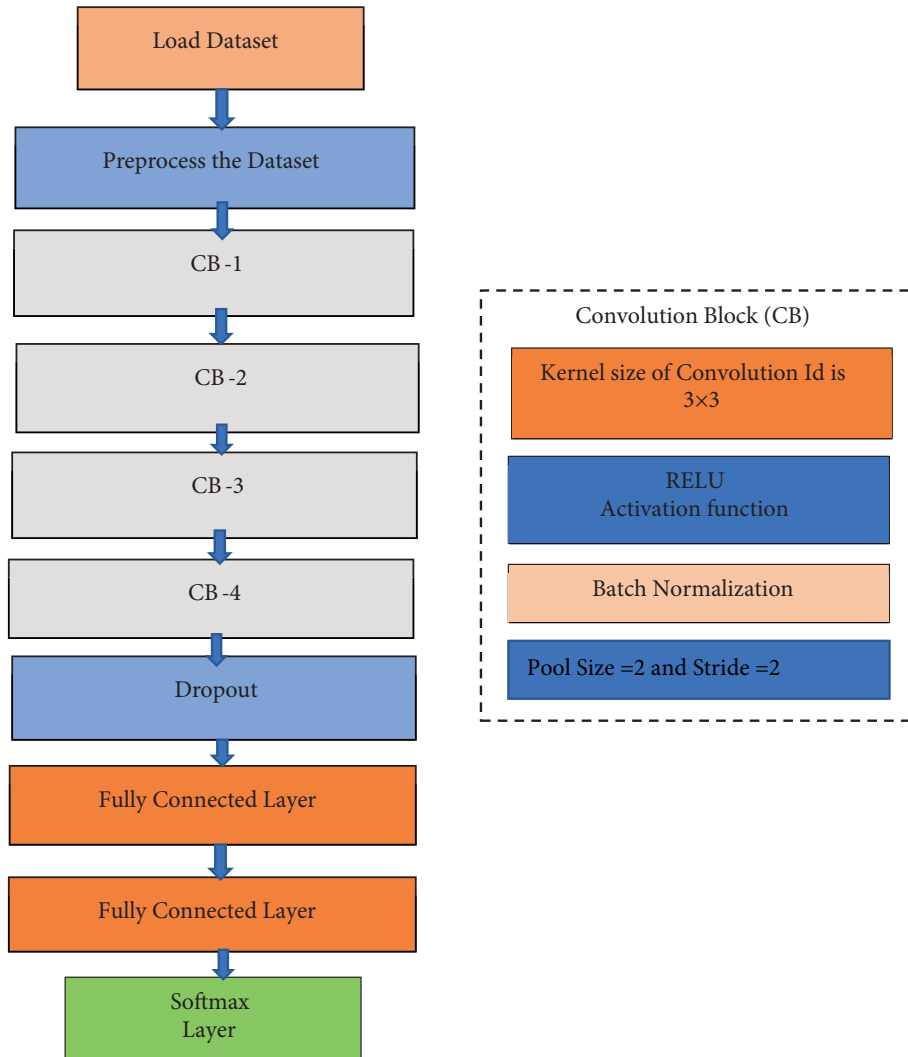 Load Dataset
Preprocess the Dataset
CB-1
CB-2
CB-3
CB-4
Dropout
Fully Connected Layer
Fully Connected Layer
Softmax
Layer
Convolution Block (CB)
Kernel size of Convolution Id is
3×3
RELU
Activation function
Batch Normalization
Pool Size =2 and Stride =2